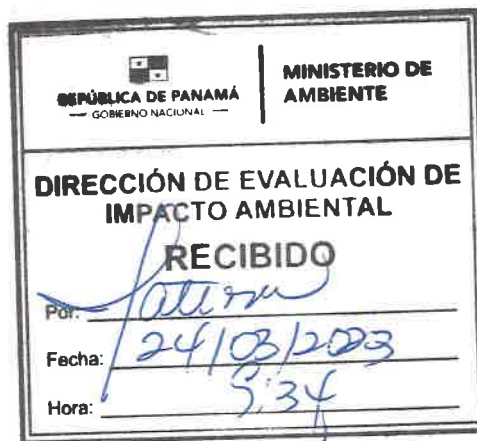 REPÚBLICA DE PANAMÁ
— GOBIERNO NACIONAL —
MINISTERIO DE
AMBIENTE
DIRECCIÓN DE EVALUACIÓN DE
IMPACTO AMBIENTAL
RECIBIDO
Por:
Fecha: 24/03/2023
Hora: 3:34